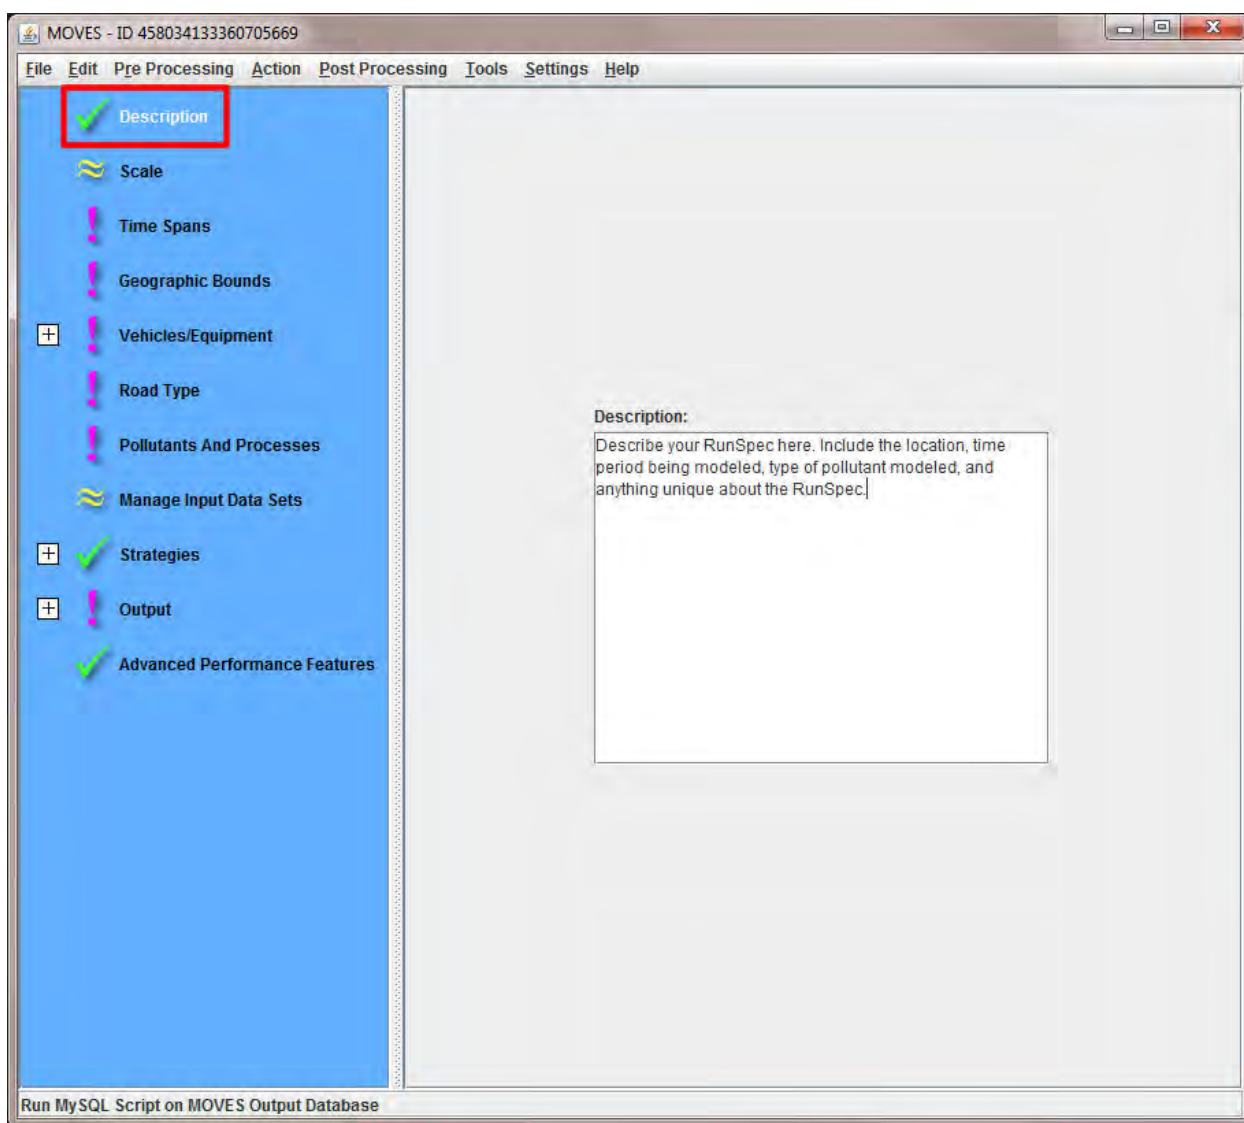 MOVES - ID 458034133360705669
File Edit Pre Processing Action Post Processing Tools Settings Help
Description
Scale
Time Spans
Geographic Bounds
Vehicles/Equipment
Road Type
Pollutants And Processes
Manage Input Data Sets
Strategies
Output
Advanced Performance Features
Description:
Describe your RunSpec here. Include the location, time
period being modeled, type of pollutant modeled, and
anything unique about the RunSpec.
Run MySQL Script on MOVES Output Database